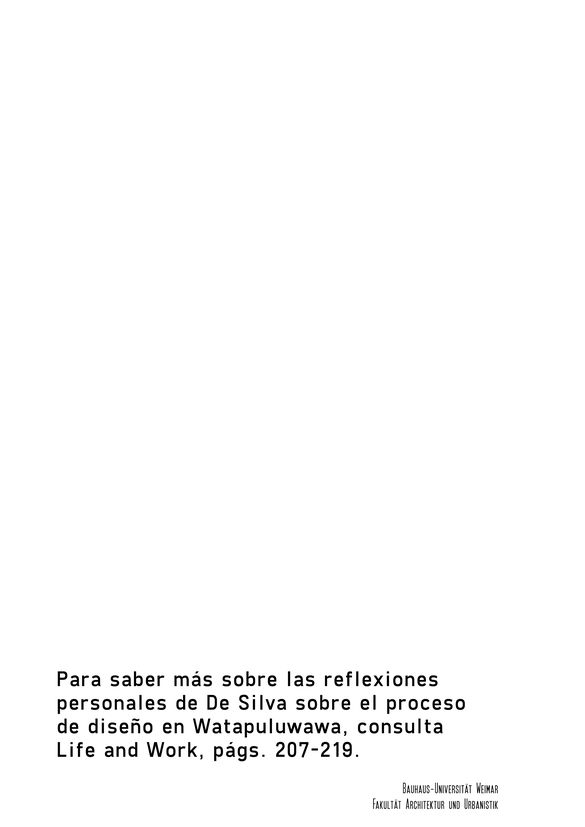 Para saber más sobre las reflexiones
personales de De Silva sobre el proceso
de diseño en Watapuluwawa, consulta
Life and Work, págs. 207-219.
Bauhaus-Universität Weimar
Fakultät Architektur und Urbanistik